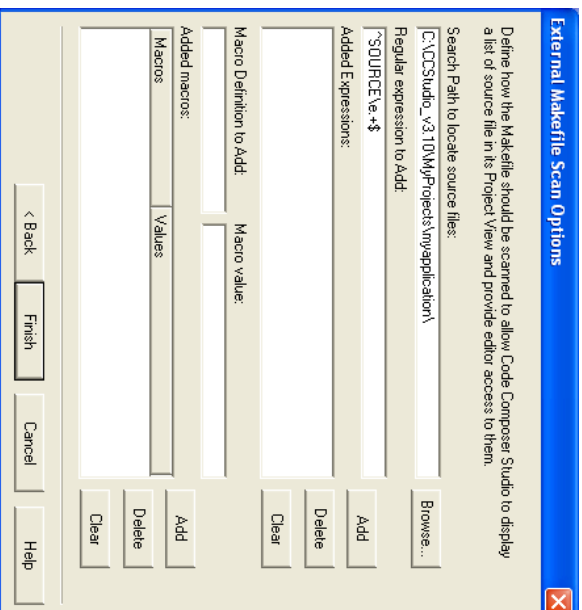 External Makefile Scan Options
Define how the Makefile should be scanned to allow Code Composer Studio to display
a list of source file in its Project View and provide editor access to them.
Search Path to locate source files:
C:\CCStudio_v3.10\MyProjects\myapplication\
Browse...
Regular expression to Add:
^SOURCE\e.+$
Add
Added Expressions:
Delete
Clear
Macro Definition to Add:
Macro value:
Add
Added macros:
Macros
Values
Delete
Clear
< Back
Finish
Cancel
Help